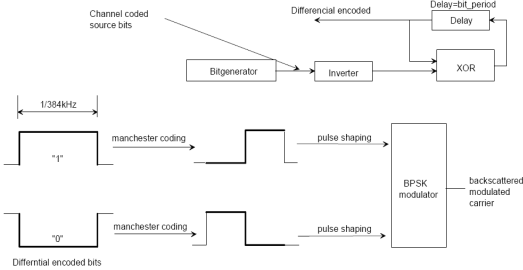 Delay=bit_period
Channel coded
source bits
Differencial encoded
Delay
Bitgenerator
Inverter
XOR
1/384kHz
"1"
manchester coding
pulse shaping
BPSK
modulator
backscattered
modulated
carrier
"0"
manchester coding
pulse shaping
Differntial encoded bits